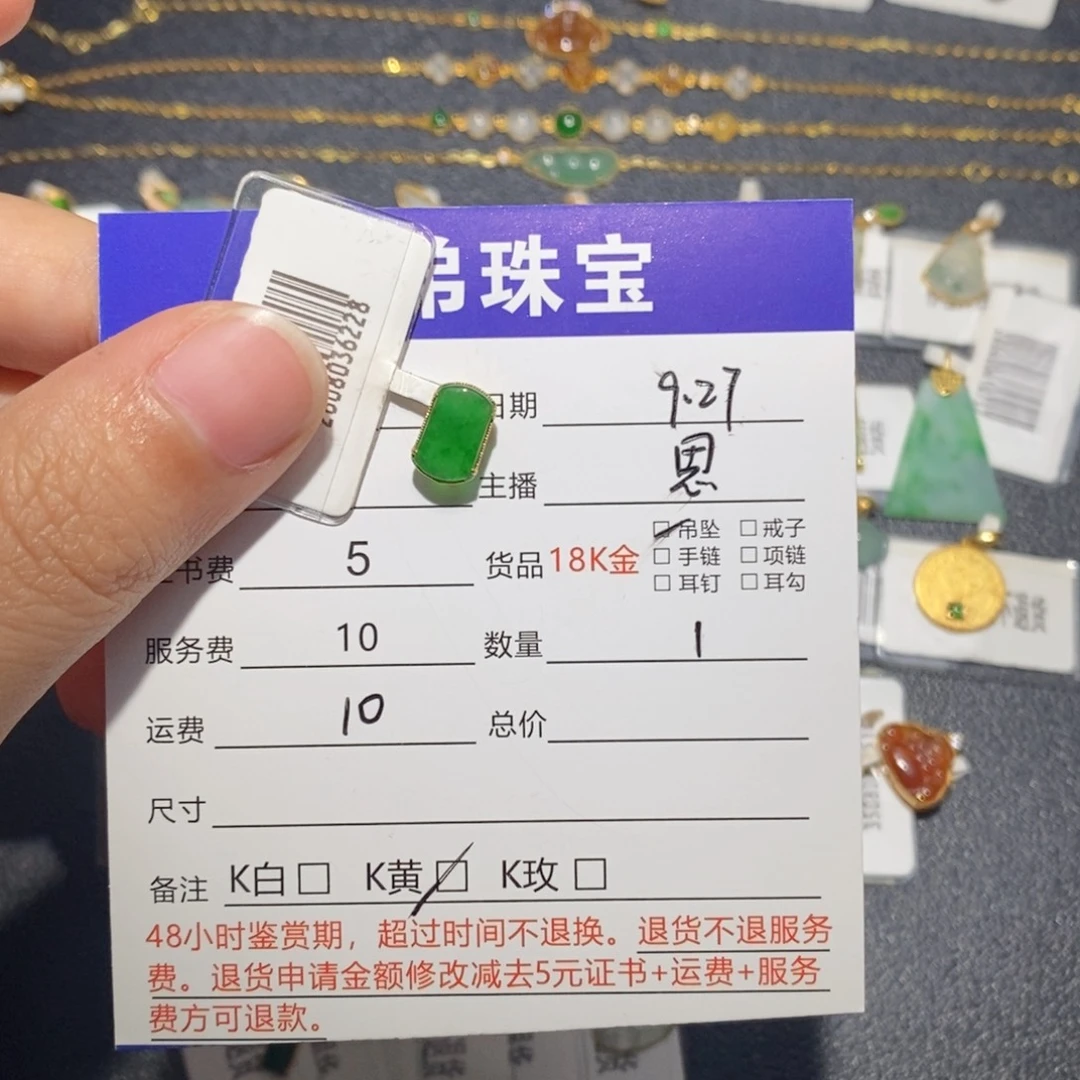 帛珠宝
日期 9.27
主播 恩
书费 5 货品 18K金 ☑ 吊坠 ☐ 戒子
☐ 手链 ☐ 项链
☐ 耳钉 ☐ 耳勾
服务费 10 数量 1
运费 10 总价
尺寸
备注 K白 ☐ K黄 ☑ K玫 ☐
48小时鉴赏期，超过时间不退换。退货不退服务
费。退货申请金额修改减去5元证书+运费+服务
费方可退款。
08036228
不退货